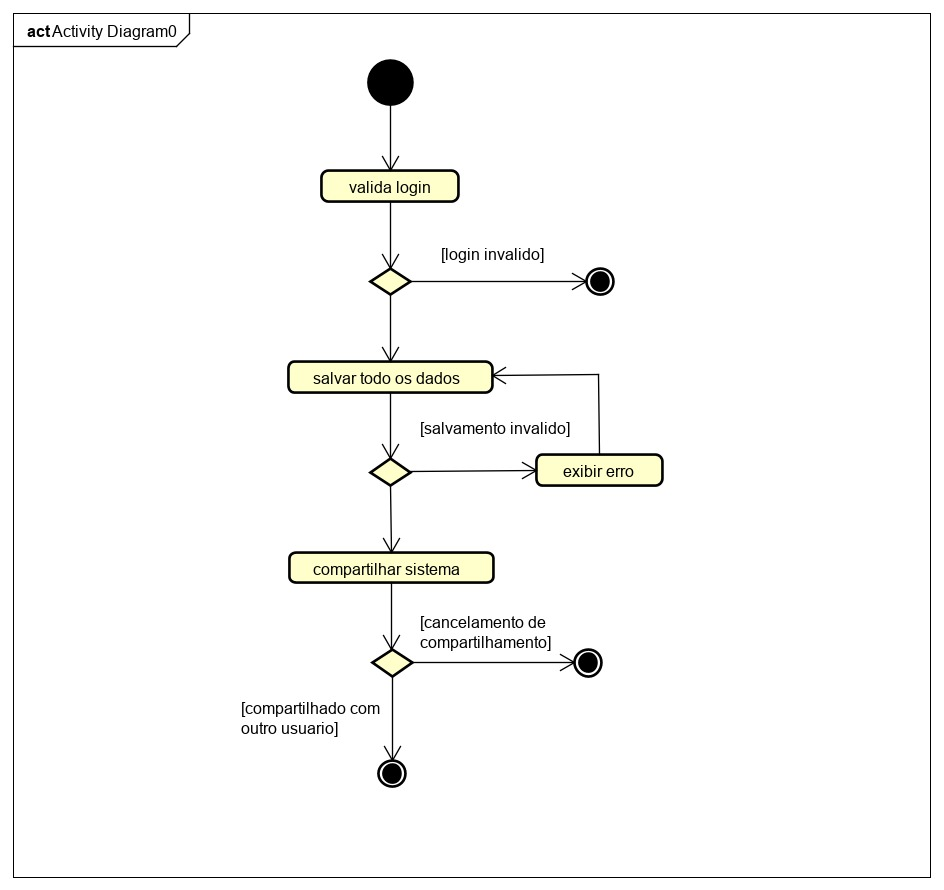 act Activity Diagram0
valida login
[login invalido]
salvar todo os dados
[salvamento invalido]
exibir erro
compartilhar sistema
[cancelamento de
compartilhamento]
[compartilhado com
outro usuario]